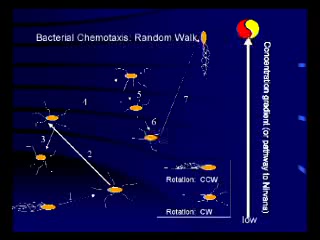 Bacterial Chemotaxis: Random Walk
Concentration gradient (or pathway to Nirvana)
4
5
7
6
3
2
1
Rotation: CCW
Rotation: CW
low